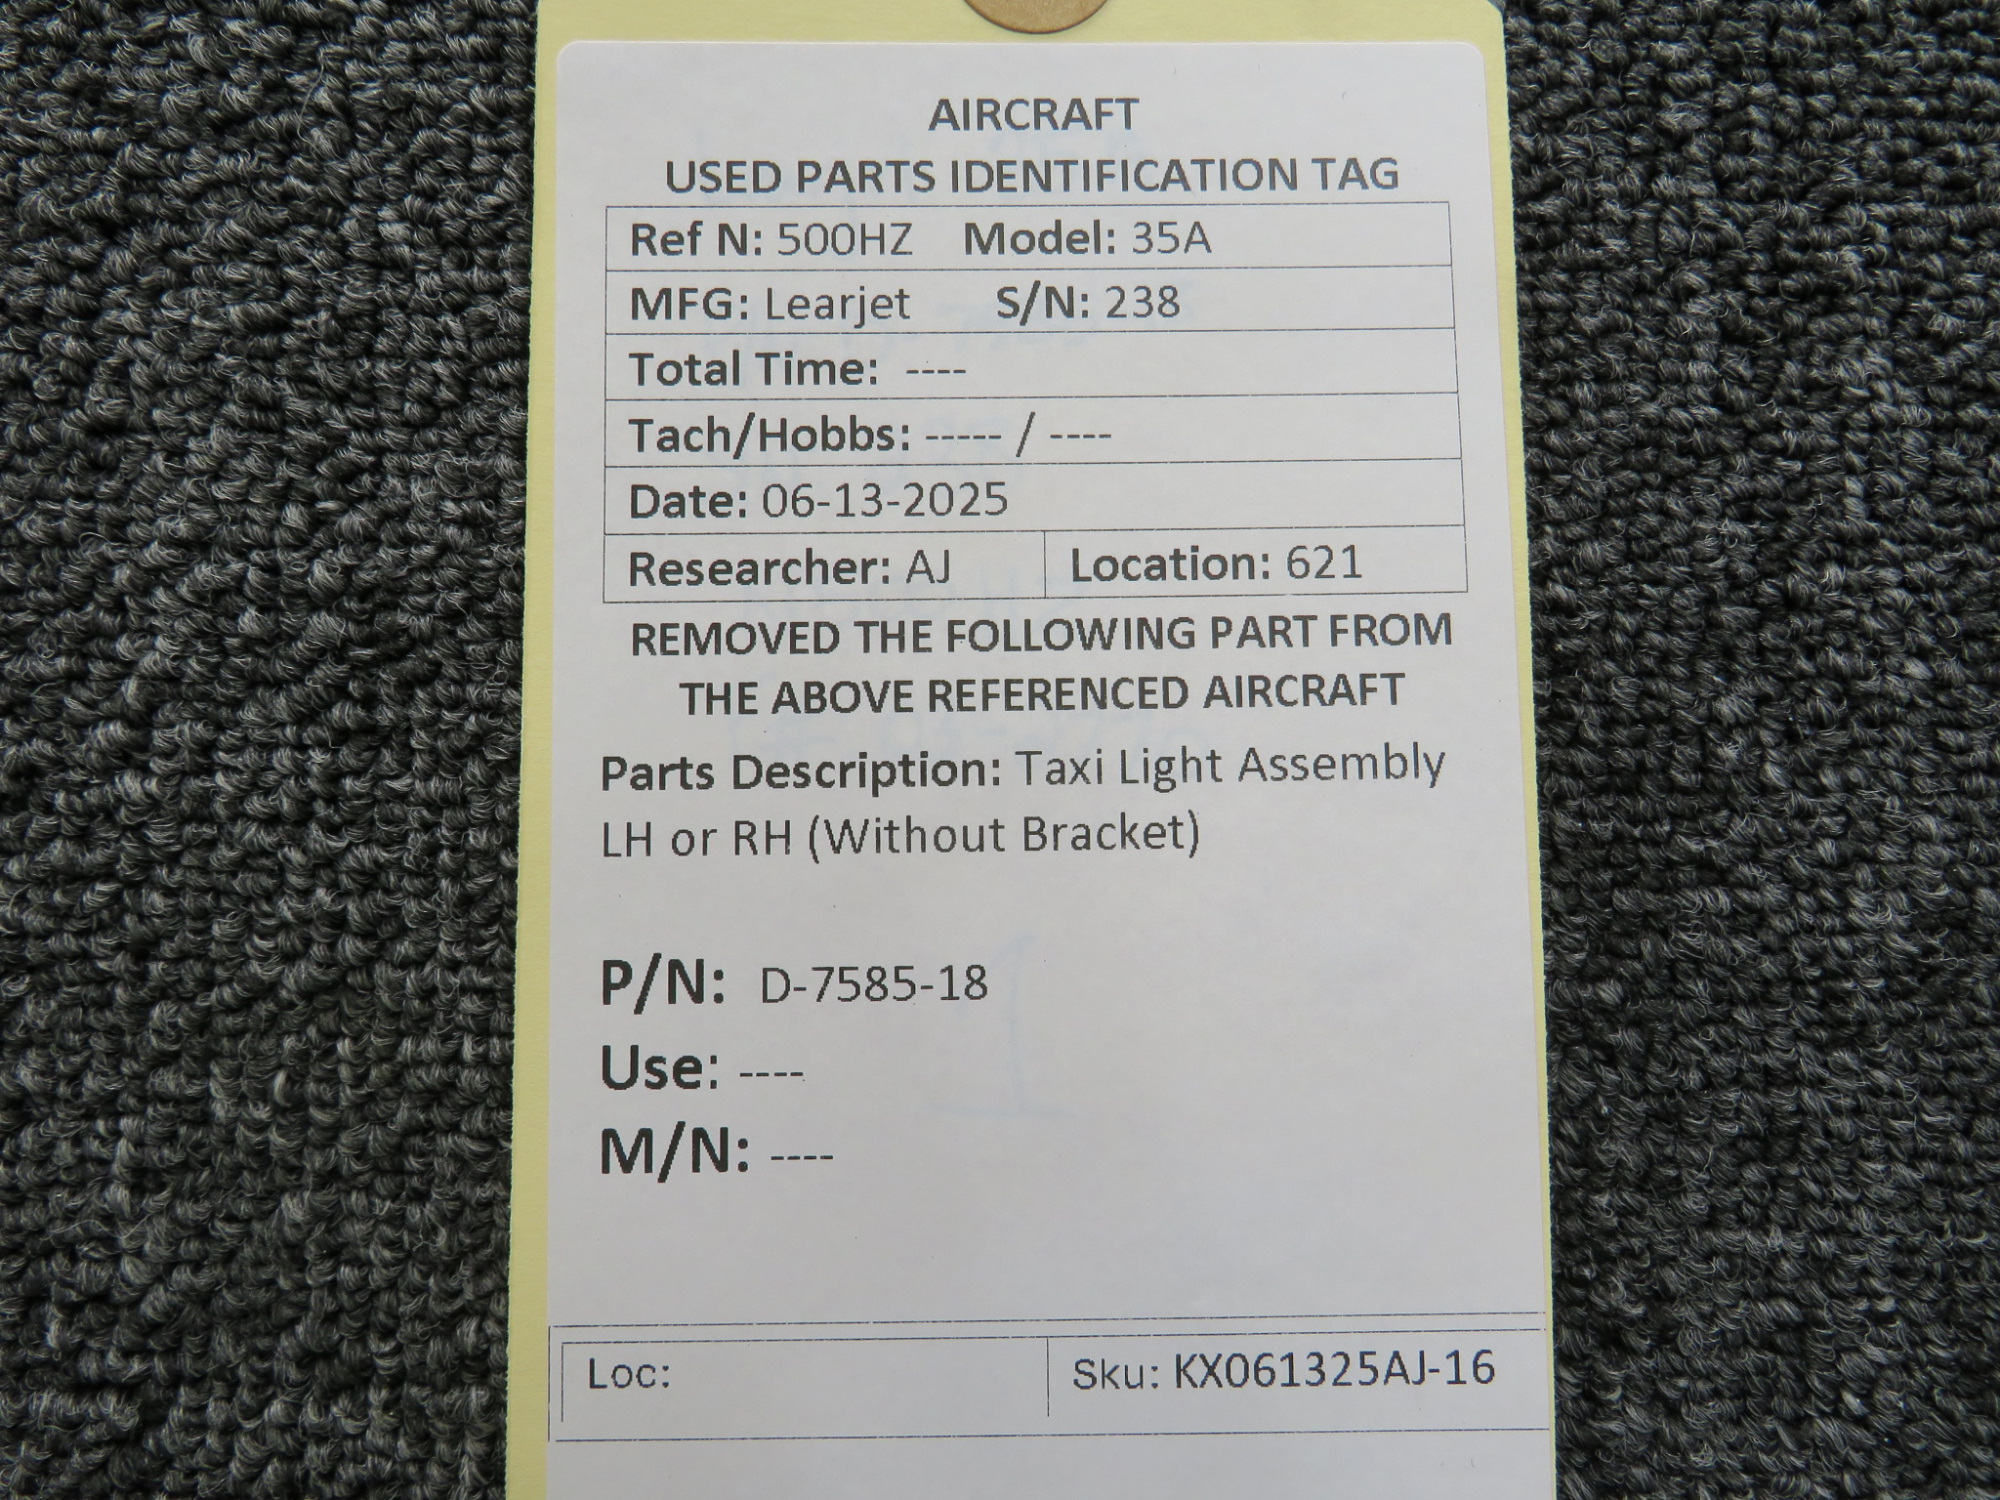 AIRCRAFT
USED PARTS IDENTIFICATION TAG
Ref N: 500HZ Model: 35A
MFG: Learjet S/N: 238
Total Time: ----
Tach/Hobbs: ----- / ----
Date: 06-13-2025
Researcher: AJ Location: 621
REMOVED THE FOLLOWING PART FROM
THE ABOVE REFERENCED AIRCRAFT
Parts Description: Taxi Light Assembly
LH or RH (Without Bracket)
P/N: D-7585-18
Use: ----
M/N: ----
Loc: Sku: KX061325AJ-16